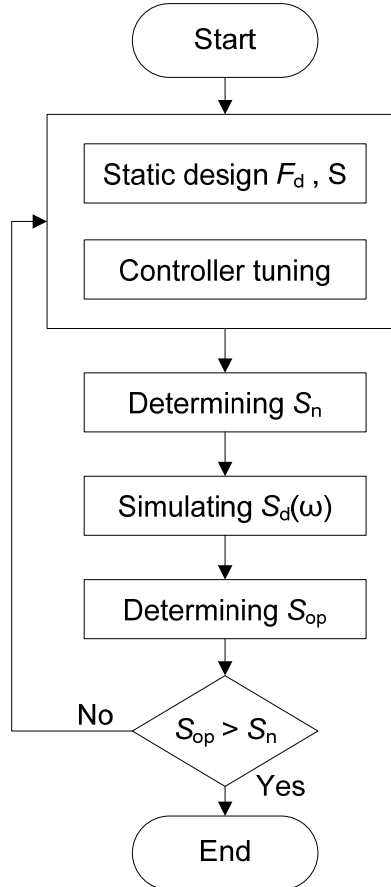 Start
Static design Fd , S
Controller tuning
Determining Sn
Simulating Sd(ω)
Determining Sop
No
Sop > Sn
Yes
End